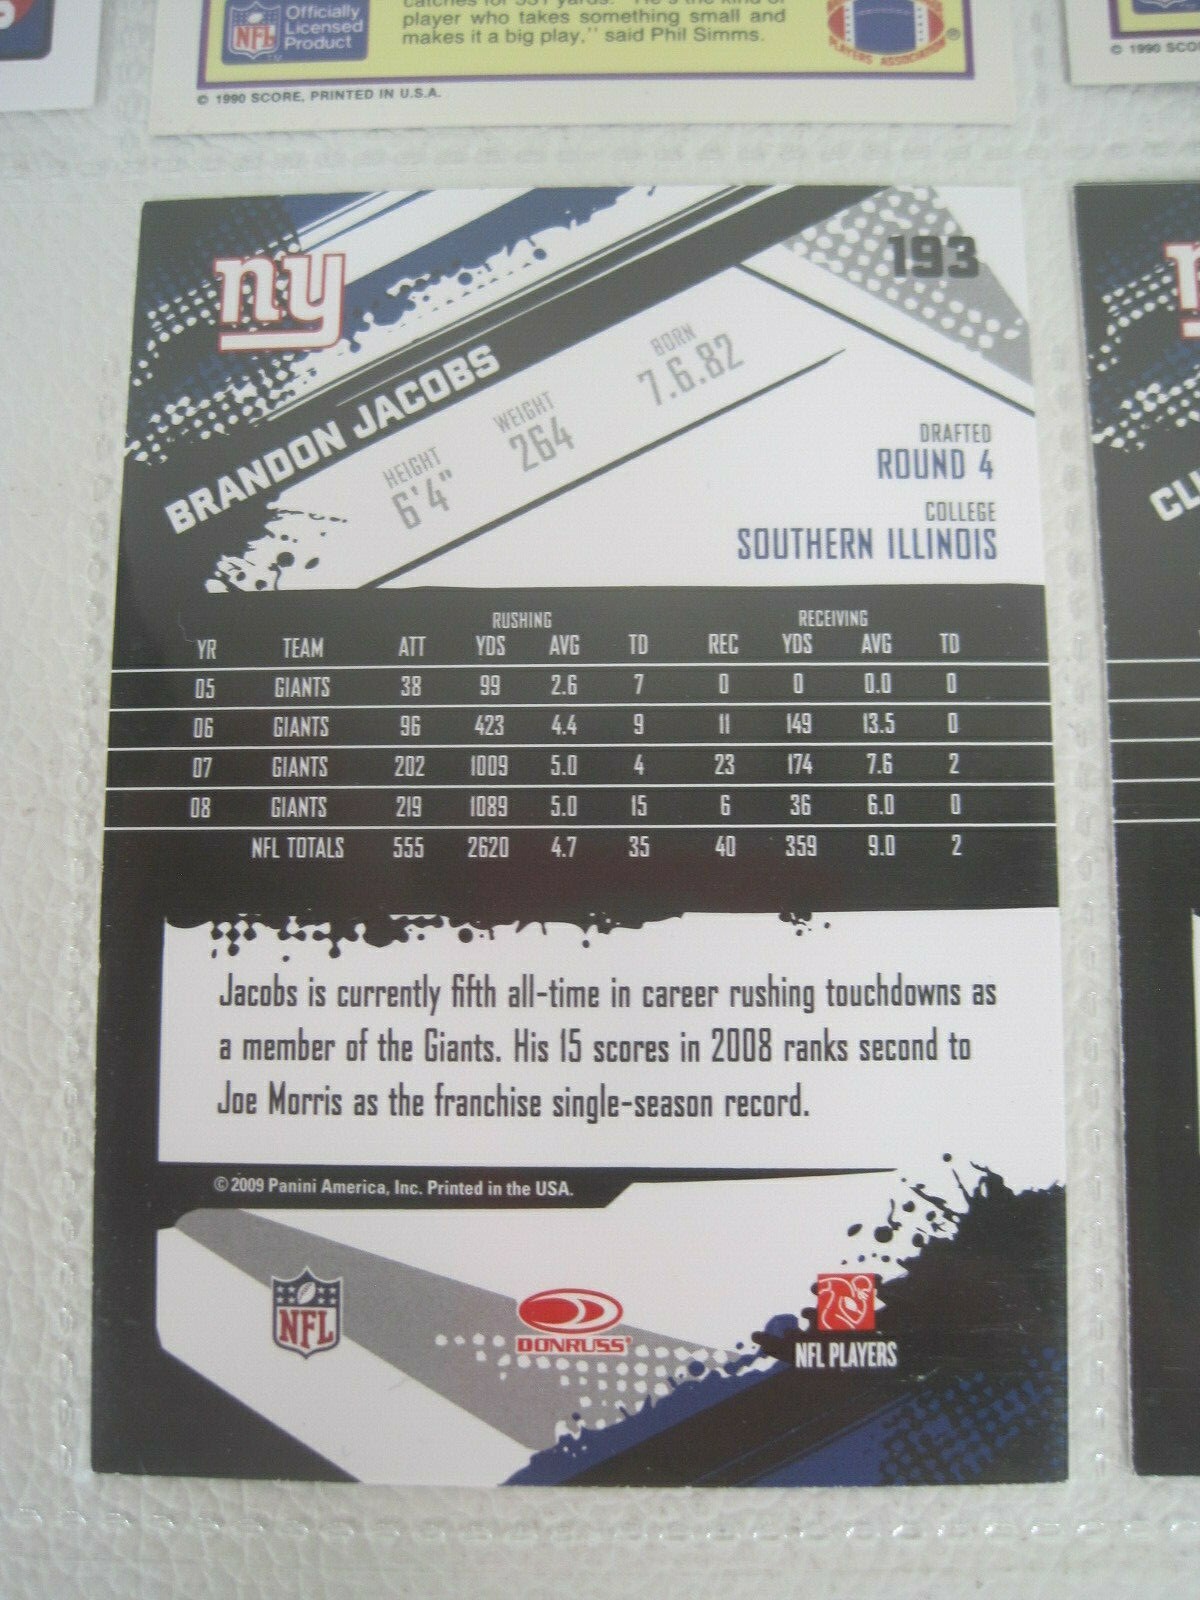 Officially
Licensed
Product
NFL
TM
player who takes something small and
makes it a big play,'' said Phil Simms.
PLAYERS ASSOCIATION
®
© 1990 SCORE, PRINTED IN U.S.A.
© 1990 SCO
ny
193
BRANDON JACOBS
HEIGHT
6'4"
WEIGHT
264
BORN
7.6.82
DRAFTED
ROUND 4
COLLEGE
SOUTHERN ILLINOIS
RUSHING RECEIVING
YR TEAM ATT YDS AVG TD REC YDS AVG TD
05 GIANTS 38 99 2.6 7 0 0 0.0 0
06 GIANTS 96 423 4.4 9 11 149 13.5 0
07 GIANTS 202 1009 5.0 4 23 174 7.6 2
08 GIANTS 219 1089 5.0 15 6 36 6.0 0
NFL TOTALS 555 2620 4.7 35 40 359 9.0 2
Jacobs is currently fifth all-time in career rushing touchdowns as
a member of the Giants. His 15 scores in 2008 ranks second to
Joe Morris as the franchise single-season record.
© 2009 Panini America, Inc. Printed in the USA.
NFL
DONRUSS
NFL PLAYERS